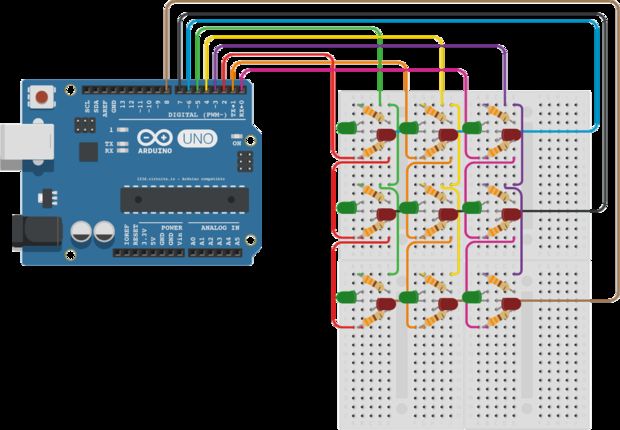 SCL
SDA
AREF
GND
13
12
~11
~10
~9
8
7
~6
~5
4
~3
2
TX→1
RX←0
DIGITAL (PWM~)
1
TX
RX
ARDUINO
UNO
ON
123d.circuits.io - Arduino compatible
POWER
ANALOG IN
IOREF
RESET
3.3V
5V
GND
GND
Vin
A0
A1
A2
A3
A4
A5